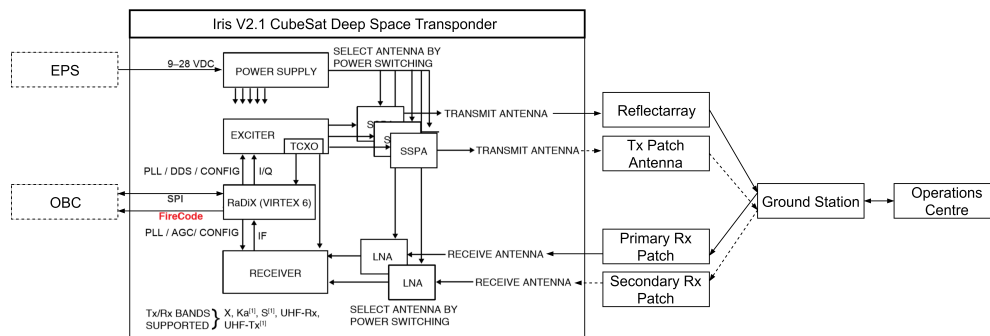 Iris V2.1 CubeSat Deep Space Transponder
EPS
9–28 VDC
POWER SUPPLY
SELECT ANTENNA BY
POWER SWITCHING
EXCITER
TCXO
SSPA
TRANSMIT ANTENNA
Reflectarray
TRANSMIT ANTENNA
Tx Patch
Antenna
PLL / DDS / CONFIG
I/Q
OBC
SPI
FireCode
RaDiX (VIRTEX 6)
PLL / AGC/ CONFIG
IF
Ground Station
Operations
Centre
RECEIVER
LNA
RECEIVE ANTENNA
Primary Rx
Patch
LNA
RECEIVE ANTENNA
Secondary Rx
Patch
SELECT ANTENNA BY
POWER SWITCHING
Tx/Rx BANDS } X, Ka[1], S[1], UHF-Rx,
SUPPORTED UHF-Tx[1]